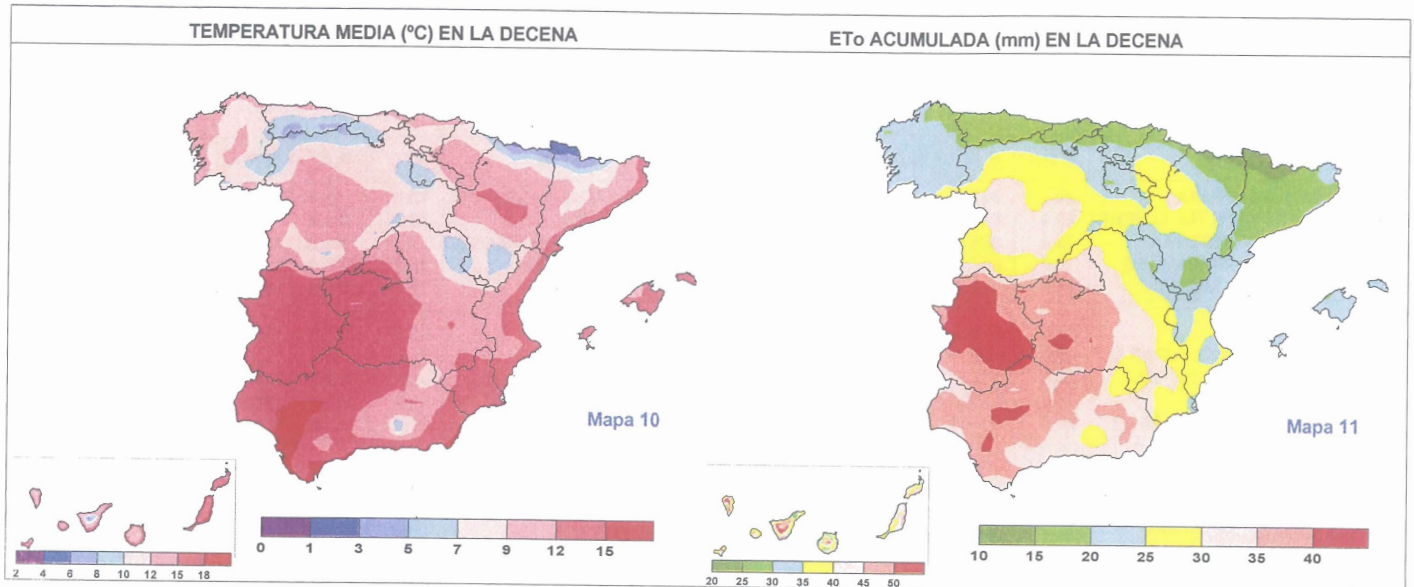 TEMPERATURA MEDIA (ºC) EN LA DECENA
ETo ACUMULADA (mm) EN LA DECENA
Mapa 10
Mapa 11
0 1 3 5 7 9 12 15
2 4 6 8 10 12 15 18
10 15 20 25 30 35 40
20 25 30 35 40 45 50